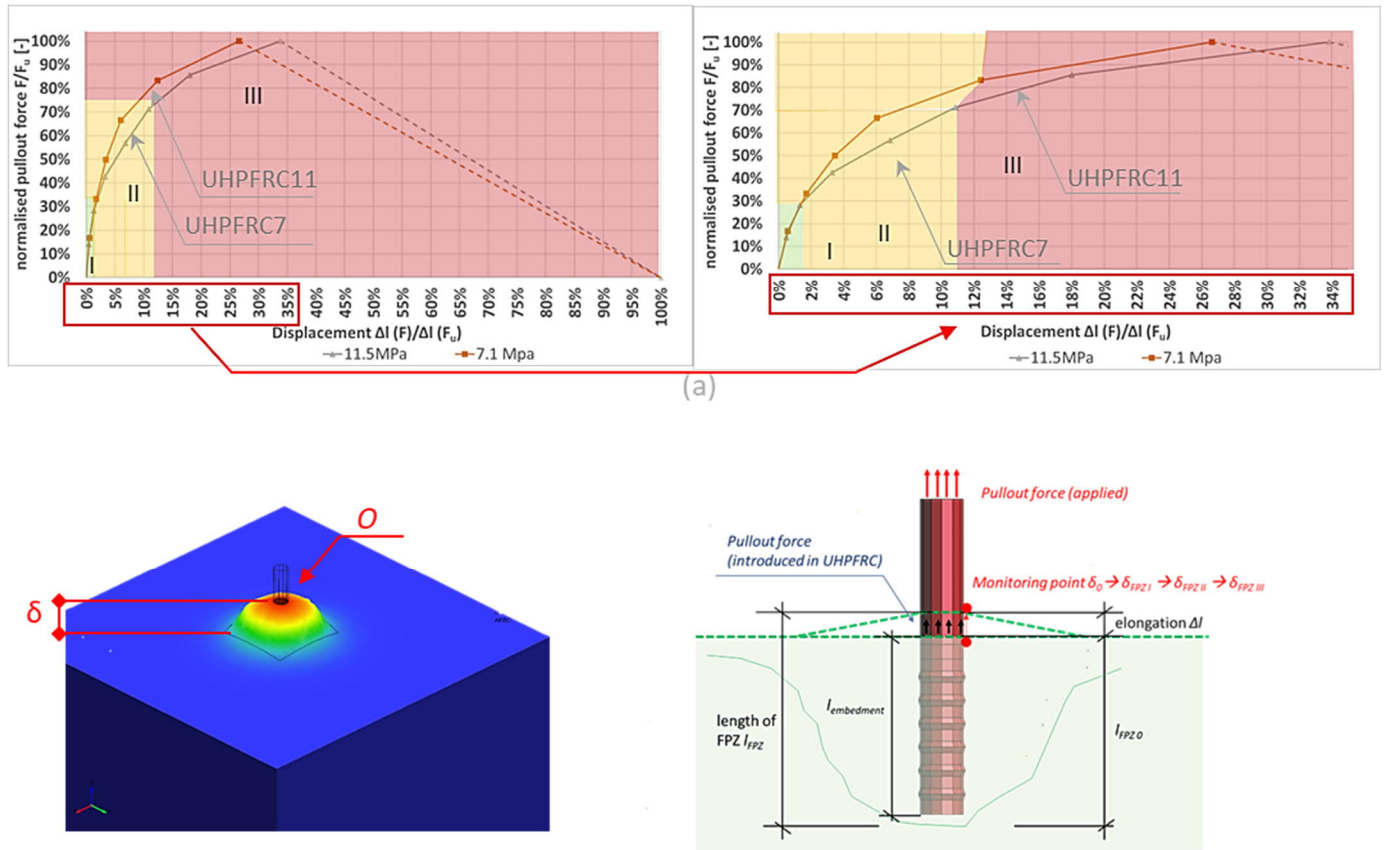 normalised pullout force F/Fu [-]
100%
90%
80%
70%
60%
50%
40%
30%
20%
10%
0%
III
II
I
UHPFRC11
UHPFRC7
0%
5%
10%
15%
20%
25%
30%
35%
40%
45%
50%
55%
60%
65%
70%
75%
80%
85%
90%
95%
100%
Displacement Δl (F)/Δl (Fu)
11.5MPa
7.1 Mpa
normalised pullout force F/Fu [-]
100%
90%
80%
70%
60%
50%
40%
30%
20%
10%
0%
III
II
I
UHPFRC11
UHPFRC7
0%
2%
4%
6%
8%
10%
12%
14%
16%
18%
20%
22%
24%
26%
28%
30%
32%
34%
Displacement Δl (F)/Δl (Fu)
11.5MPa
7.1 Mpa
(a)
O
δ
Pullout force (applied)
Pullout force
(introduced in UHPFRC)
Monitoring point δ0 → δFPZ I → δFPZ II → δFPZ III
elongation Δl
lembedment
length of
FPZ lFPZ
lFPZ 0